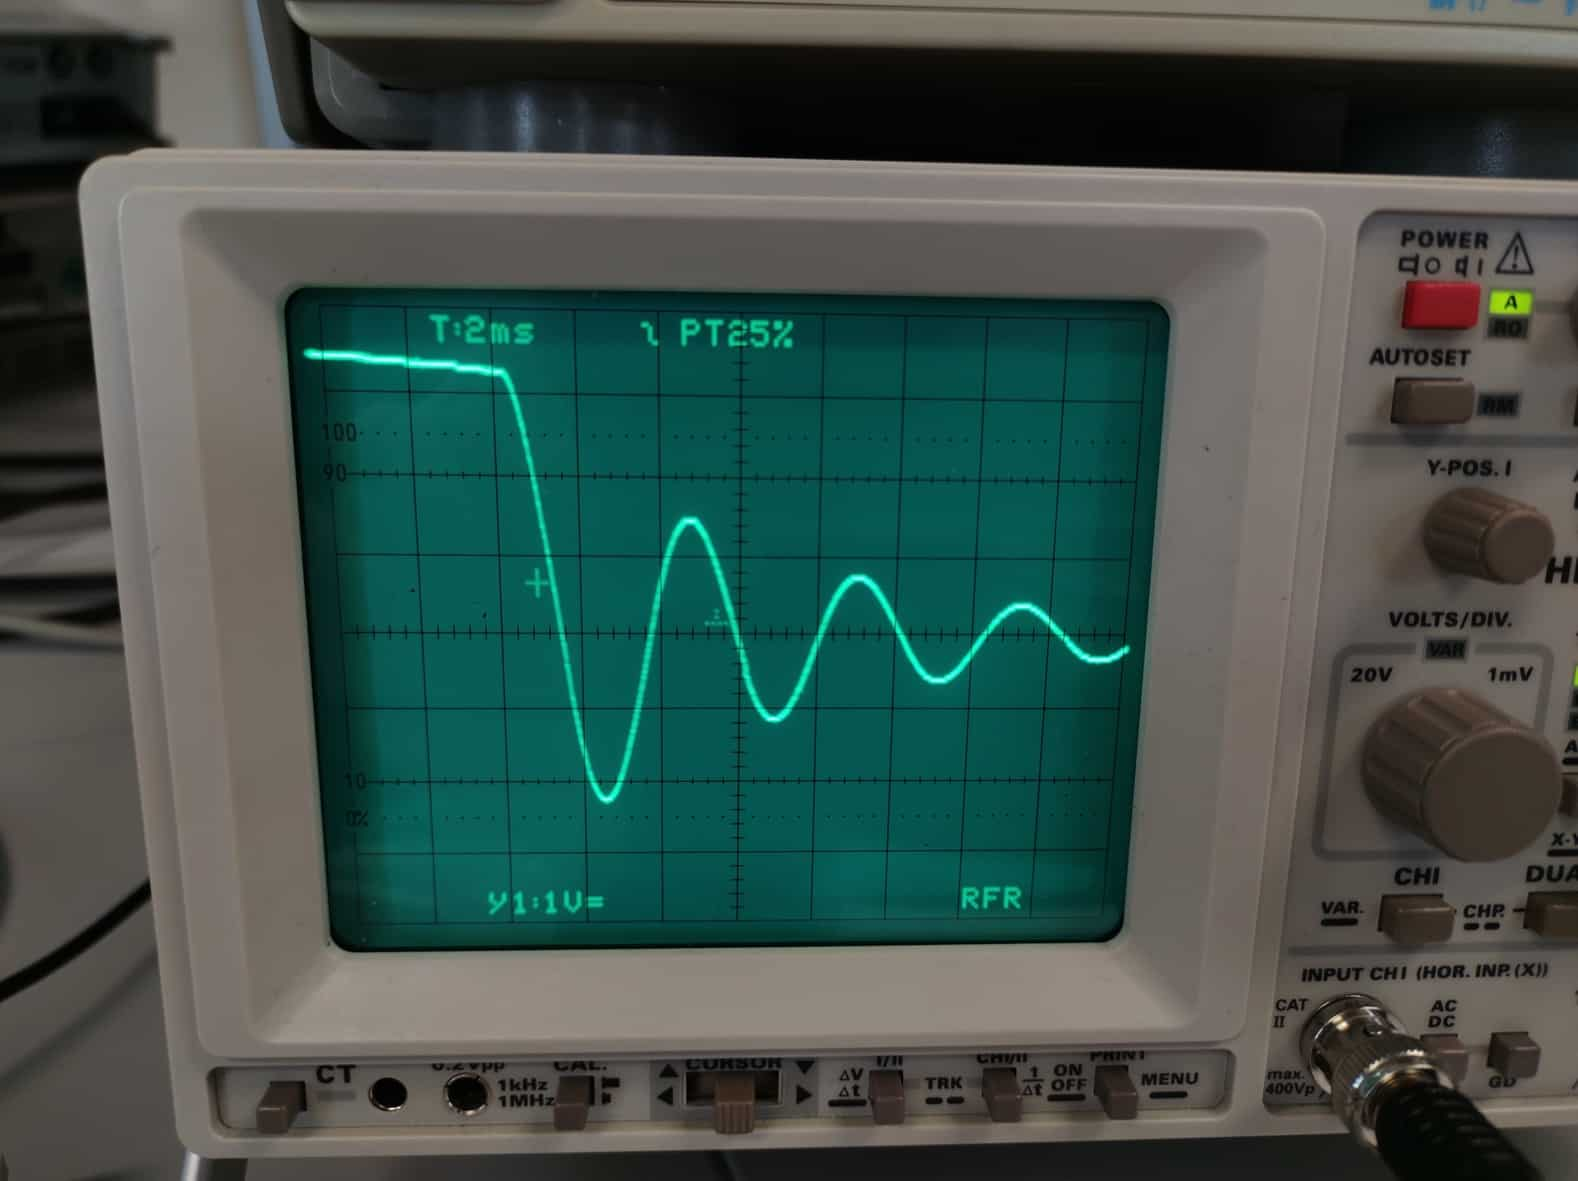 T:2ms PT25%
100
90
10
0%
y1:1V=
RFR
POWER
A
RO
AUTOSET
RM
Y-POS. I
VOLTS/DIV.
VAR
20V 1mV
CHI
VAR.
CHP.
INPUT CHI (HOR. INP. (X))
CAT
II
AC
DC
max.
400Vp
GD
CT
0.2Vpp
1kHz
1MHz
CAL.
CURSOR
I/II
ΔV
Δt
TRK
CHI/II
1
Δt
ON
OFF
PRINT
MENU